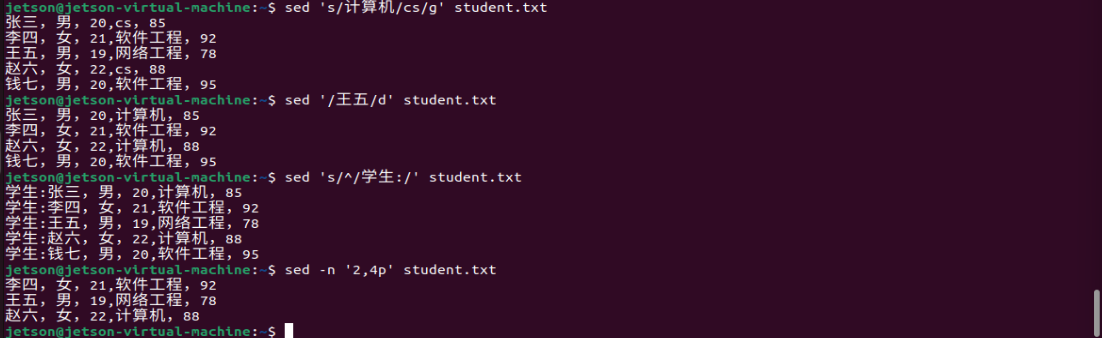 jetson@jetson-virtual-machine:~$ sed 's/计算机/cs/g' student.txt
张三，男，20,cs，85
李四，女，21,软件工程，92
王五，男，19,网络工程，78
赵六，女，22,cs，88
钱七，男，20,软件工程，95
jetson@jetson-virtual-machine:~$ sed '/王五/d' student.txt
张三，男，20,计算机，85
李四，女，21,软件工程，92
赵六，女，22,计算机，88
钱七，男，20,软件工程，95
jetson@jetson-virtual-machine:~$ sed 's/^/学生:/' student.txt
学生:张三，男，20,计算机，85
学生:李四，女，21,软件工程，92
学生:王五，男，19,网络工程，78
学生:赵六，女，22,计算机，88
学生:钱七，男，20,软件工程，95
jetson@jetson-virtual-machine:~$ sed -n '2,4p' student.txt
李四，女，21,软件工程，92
王五，男，19,网络工程，78
赵六，女，22,计算机，88
jetson@jetson-virtual-machine:~$